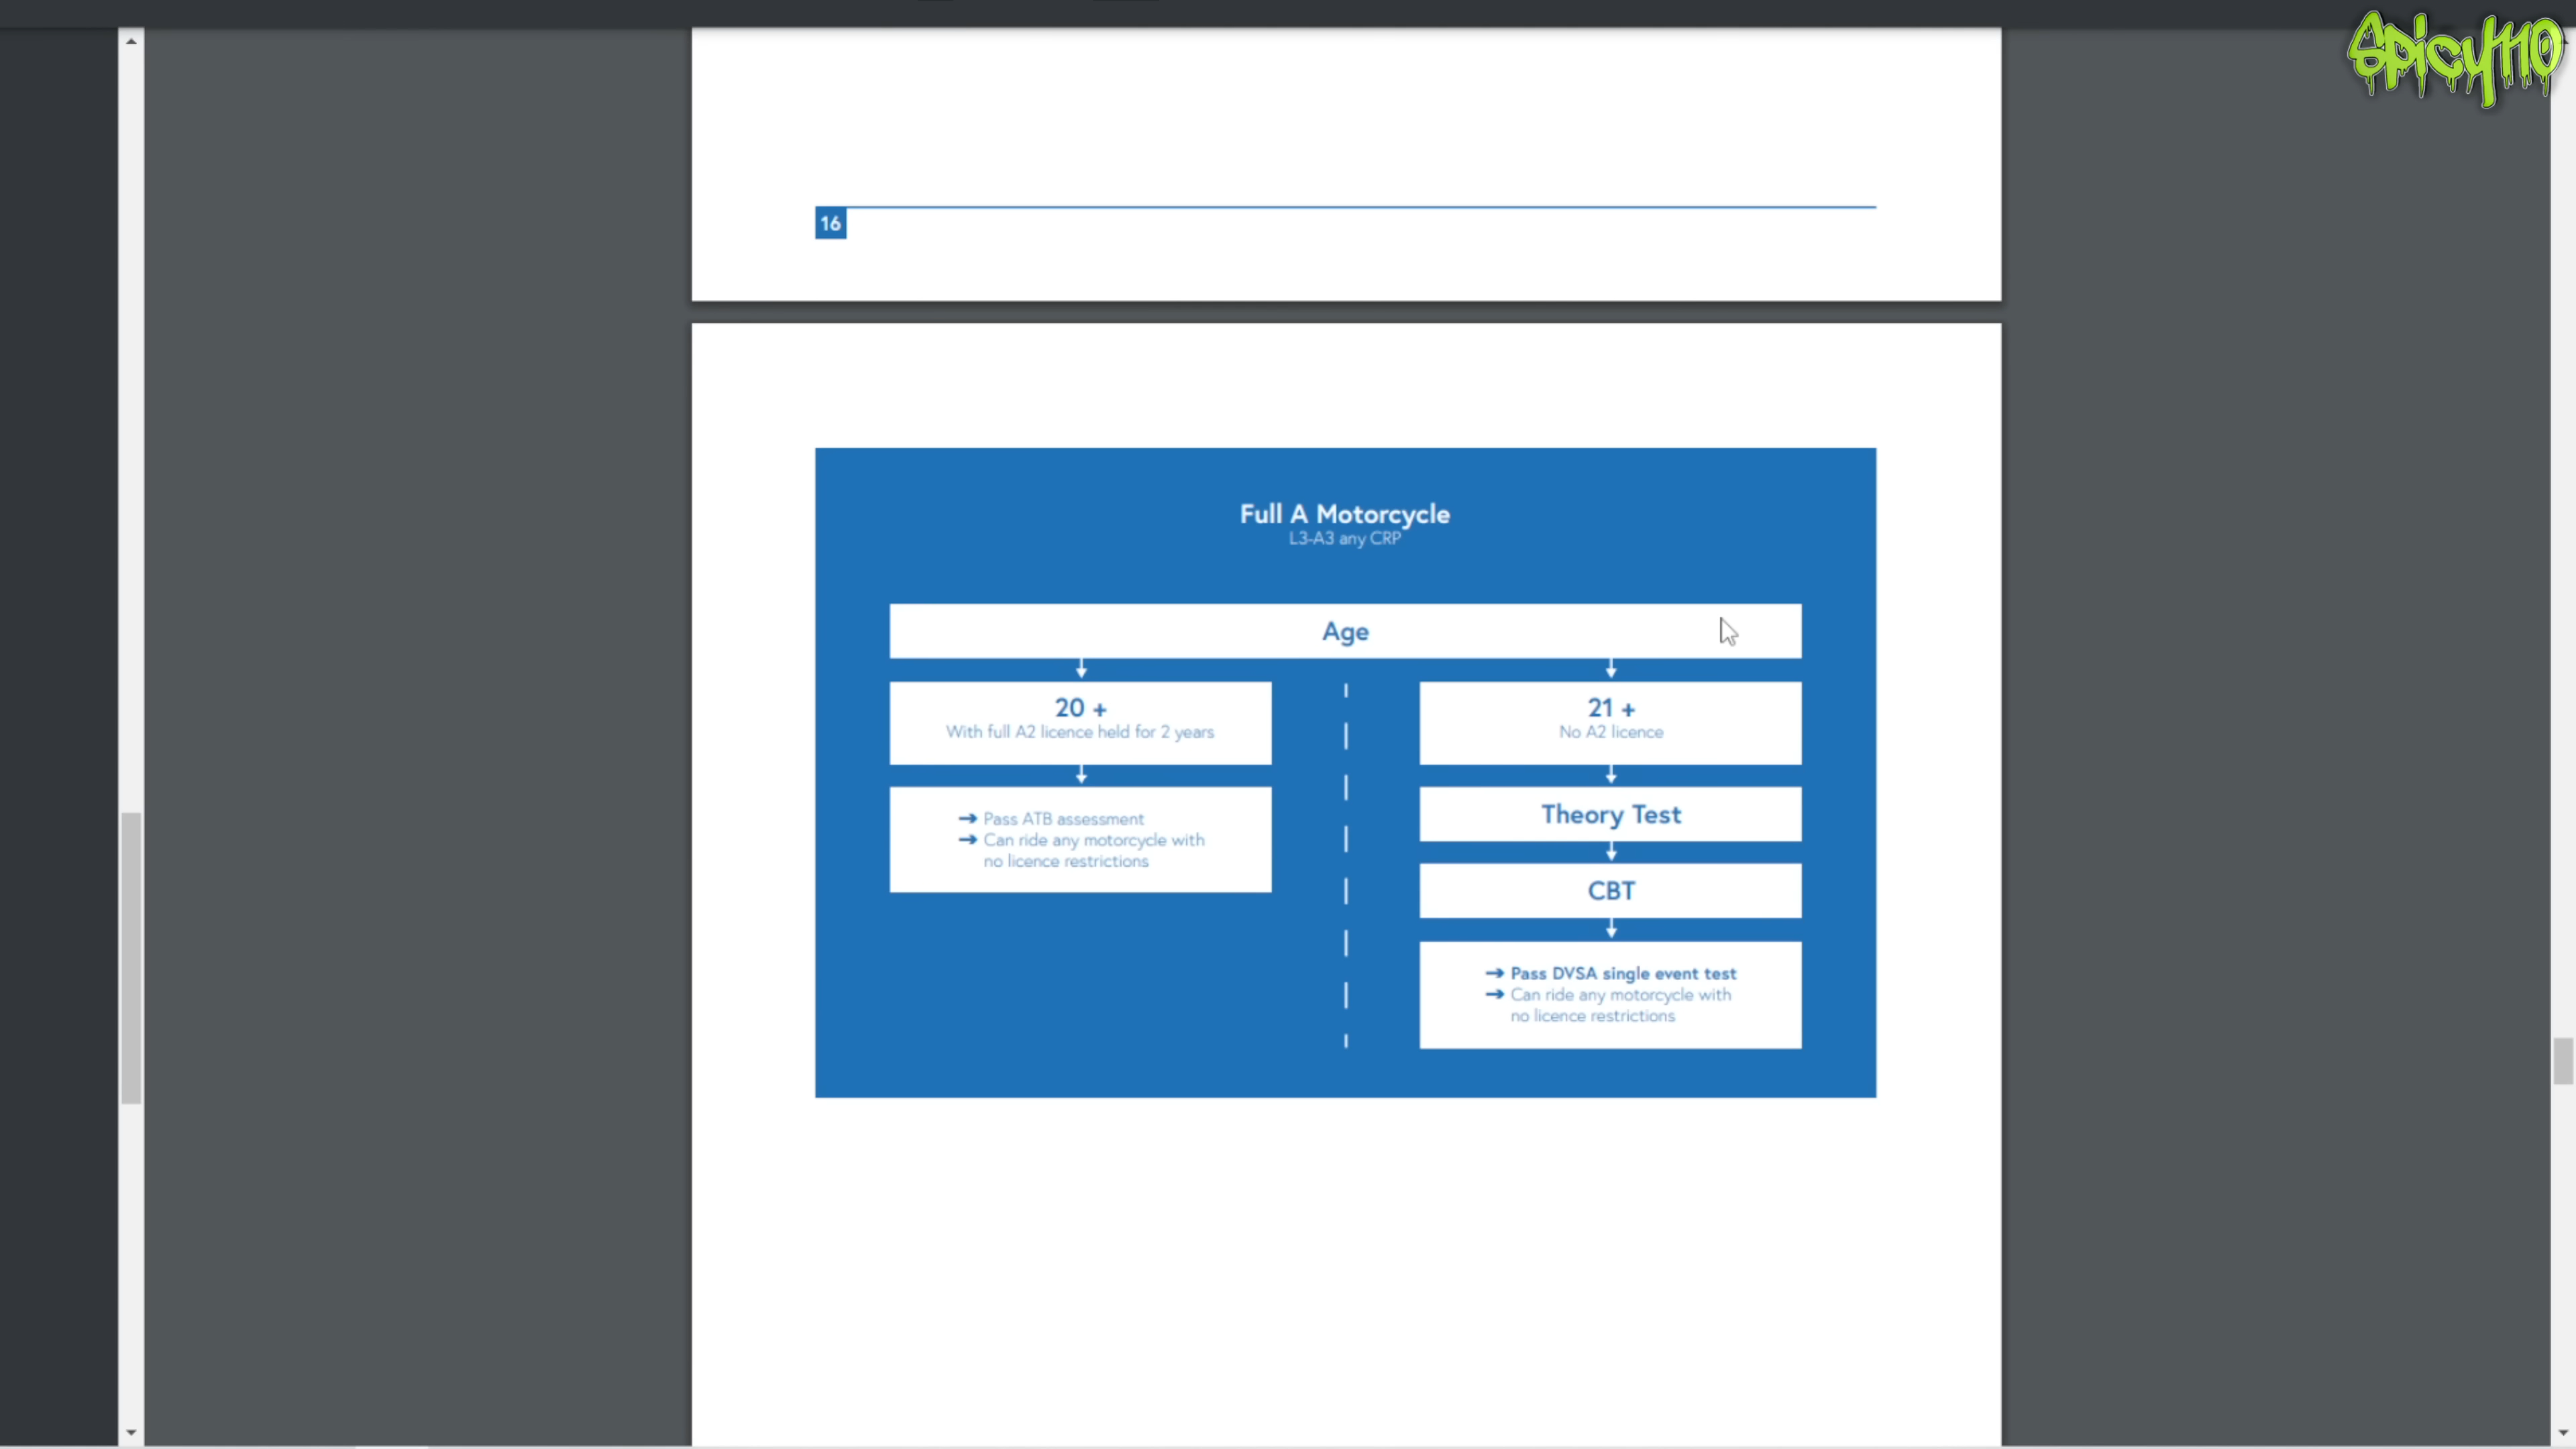 Spicy110
16
Full A Motorcycle
L3-A3 any CRP
Age
20 +
With full A2 licence held for 2 years
➔ Pass ATB assessment
➔ Can ride any motorcycle with
no licence restrictions
21 +
No A2 licence
Theory Test
CBT
➔ Pass DVSA single event test
➔ Can ride any motorcycle with
no licence restrictions